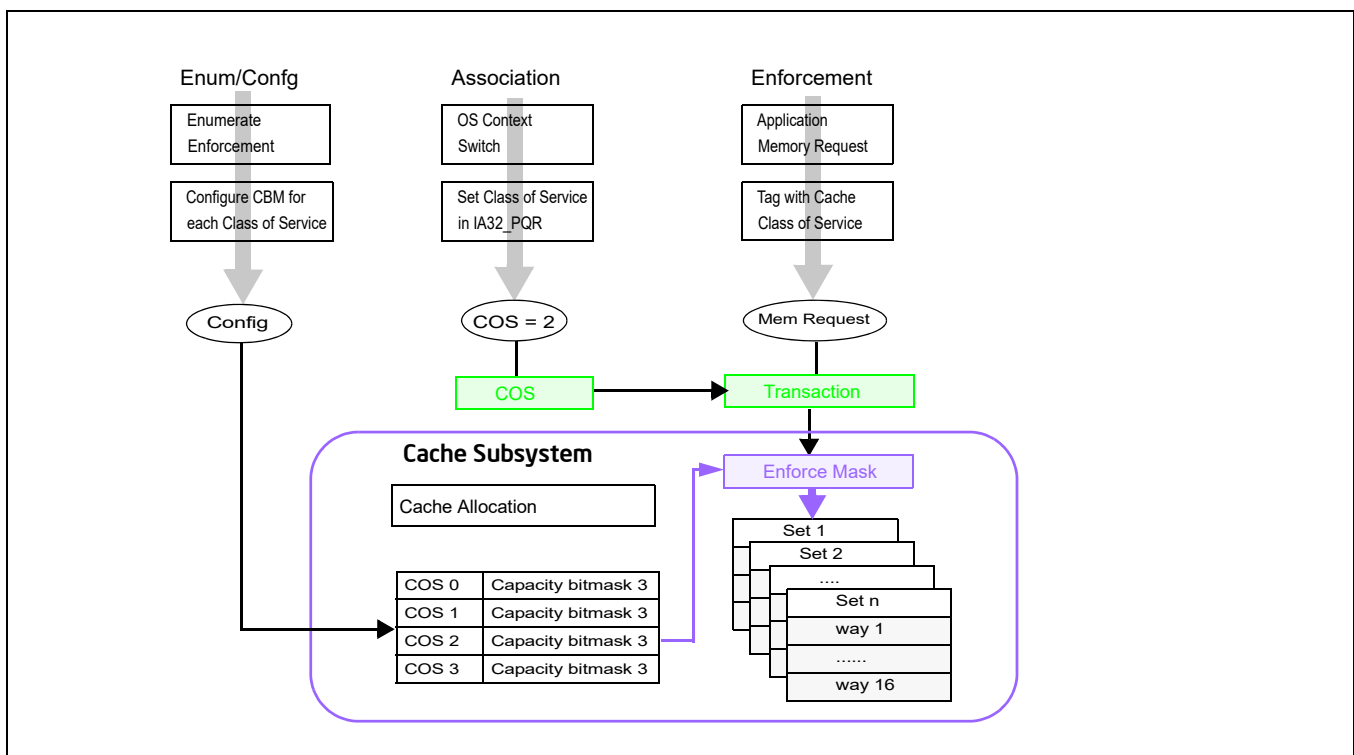 Enum/Confg
Association
Enforcement
Enumerate
Enforcement
OS Context
Switch
Application
Memory Request
Configure CBM for
each Class of Service
Set Class of Service
in IA32_PQR
Tag with Cache
Class of Service
Config
COS = 2
Mem Request
COS
Transaction
Cache Subsystem
Enforce Mask
Cache Allocation
Set 1
Set 2
....
Set n
way 1
......
way 16
COS 0 Capacity bitmask 3
COS 1 Capacity bitmask 3
COS 2 Capacity bitmask 3
COS 3 Capacity bitmask 3